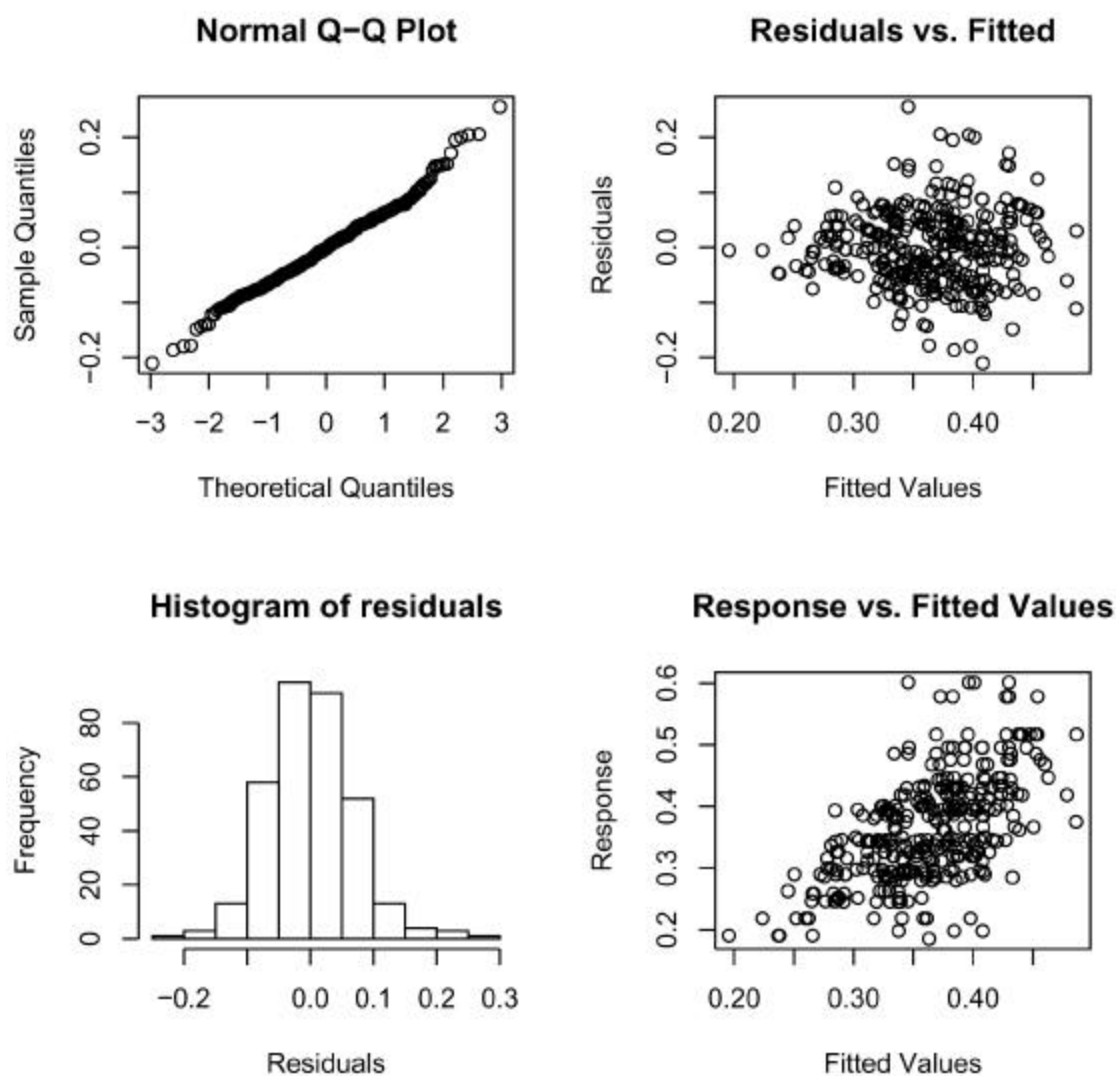 Normal Q−Q Plot
Sample Quantiles
−0.2 0.0 0.2
−3 −2 −1 0 1 2 3
Theoretical Quantiles
Residuals vs. Fitted
Residuals
−0.2 0.0 0.2
0.20 0.30 0.40
Fitted Values
Histogram of residuals
Frequency
0 20 40 60 80
−0.2 0.0 0.1 0.2 0.3
Residuals
Response vs. Fitted Values
Response
0.2 0.3 0.4 0.5 0.6
0.20 0.30 0.40
Fitted Values